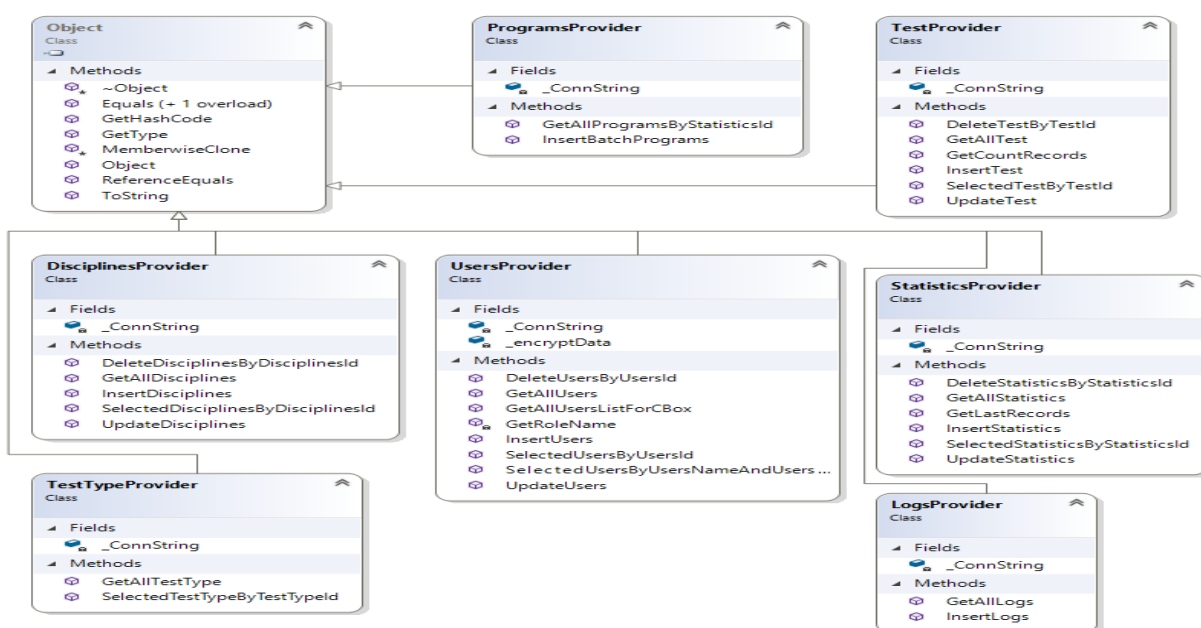 Object
Class
Methods
~Object
Equals (+ 1 overload)
GetHashCode
GetType
MemberwiseClone
Object
ReferenceEquals
ToString
ProgramsProvider
Class
Fields
_ConnString
Methods
GetAllProgramsByStatisticsId
InsertBatchPrograms
TestProvider
Class
Fields
_ConnString
Methods
DeleteTestByTestId
GetAllTest
GetCountRecords
InsertTest
SelectedTestByTestId
UpdateTest
DisciplinesProvider
Class
Fields
_ConnString
Methods
DeleteDisciplinesByDisciplinesId
GetAllDisciplines
InsertDisciplines
SelectedDisciplinesByDisciplinesId
UpdateDisciplines
UsersProvider
Class
Fields
_ConnString
_encryptData
Methods
DeleteUsersByUsersId
GetAllUsers
GetAllUsersListForCBox
GetRoleName
InsertUsers
SelectedUsersByUsersId
SelectedUsersByUsersNameAndUsers ...
UpdateUsers
StatisticsProvider
Class
Fields
_ConnString
Methods
DeleteStatisticsByStatisticsId
GetAllStatistics
GetLastRecords
InsertStatistics
SelectedStatisticsByStatisticsId
UpdateStatistics
TestTypeProvider
Class
Fields
_ConnString
Methods
GetAllTestType
SelectedTestTypeByTestTypeId
LogsProvider
Class
Fields
_ConnString
Methods
GetAllLogs
InsertLogs